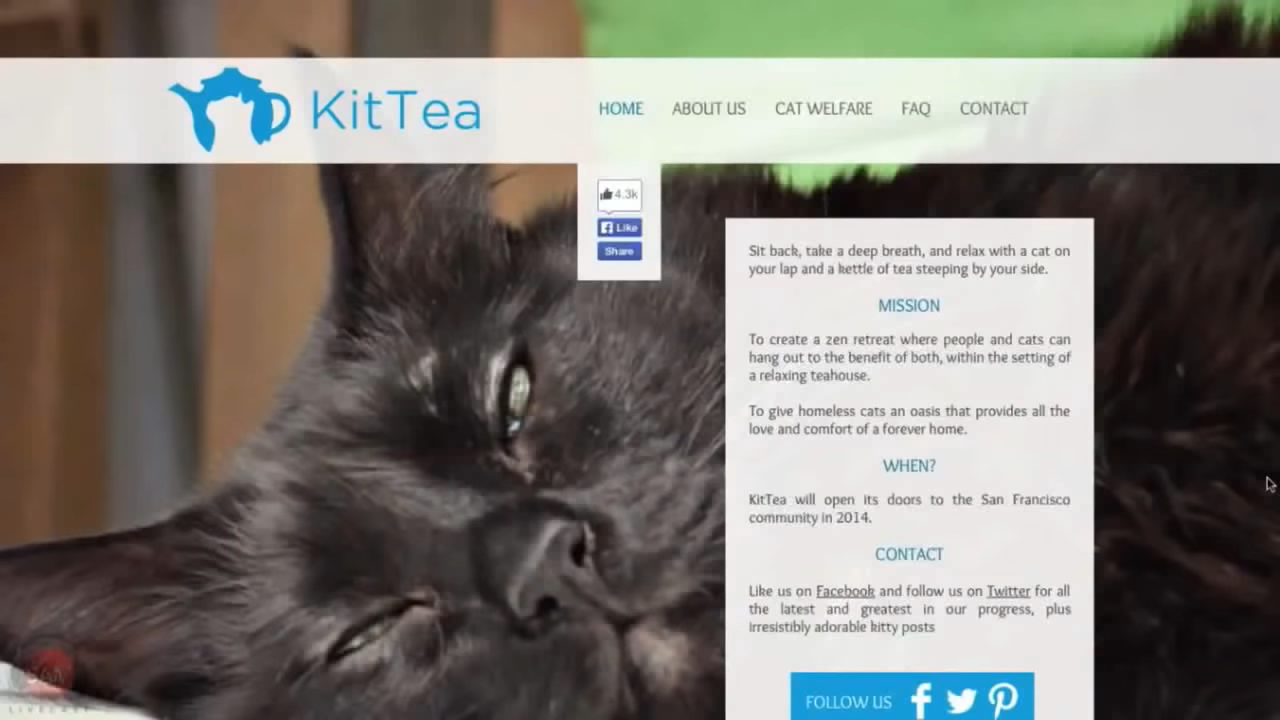 KitTea
HOME ABOUT US CAT WELFARE FAQ CONTACT
4.3k
Like
Share
Sit back, take a deep breath, and relax with a cat on
your lap and a kettle of tea steeping by your side.
MISSION
To create a zen retreat where people and cats can
hang out to the benefit of both, within the setting of
a relaxing teahouse.
To give homeless cats an oasis that provides all the
love and comfort of a forever home.
WHEN?
KitTea will open its doors to the San Francisco
community in 2014.
CONTACT
Like us on Facebook and follow us on Twitter for all
the latest and greatest in our progress, plus
irresistibly adorable kitty posts
FOLLOW US